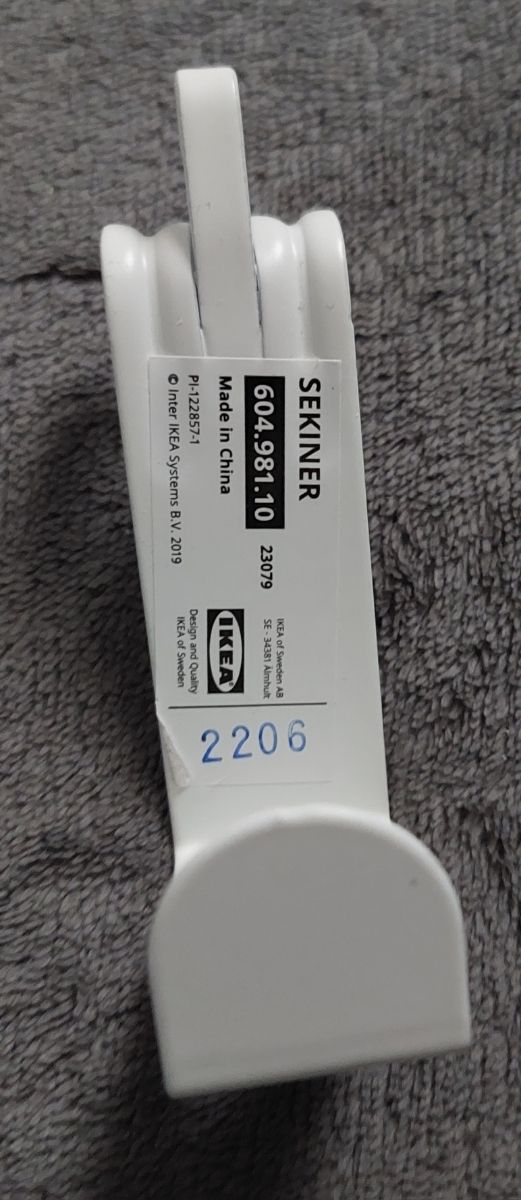 SEKINER
604.981.10 23079
Made in China
PI-122857-1
© Inter IKEA Systems B.V. 2019
IKEA of Sweden AB
SE - 34381 Älmhult
IKEA®
Design and Quality
IKEA of Sweden
2206